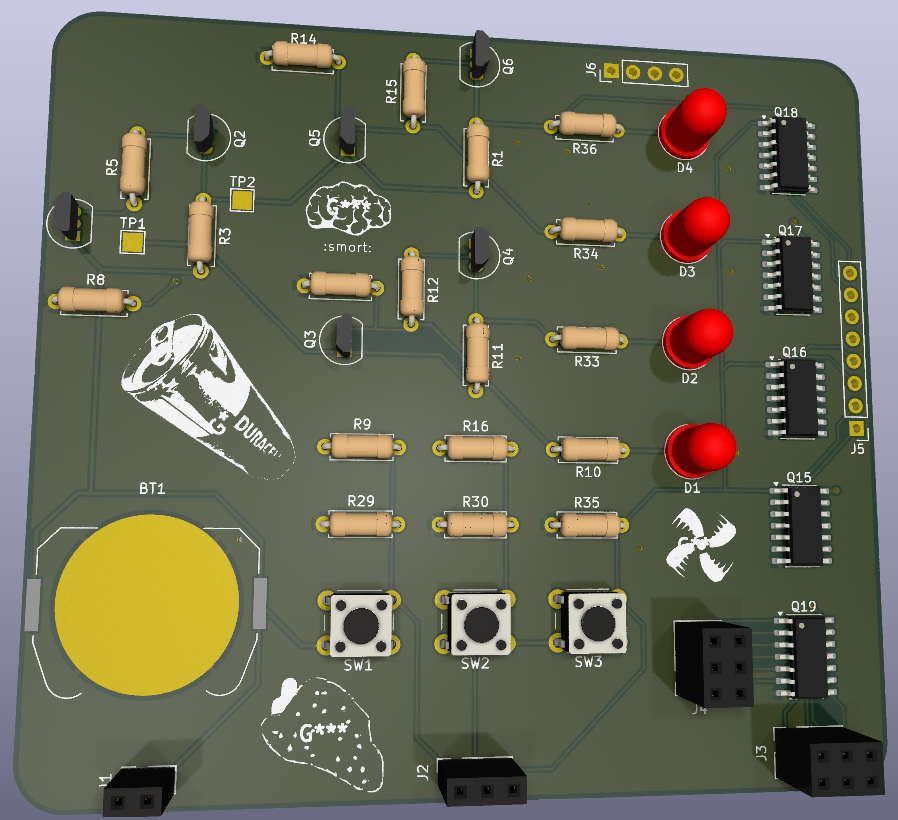 R14
Q6
J6
R15
Q18
Q2
Q5
R5
R1
R36
D4
TP2
G***
TP1
R3
:smort:
Q4
R34
D3
Q17
R8
R12
Q3
R11
R33
D2
Q16
G* DURACELL
R9
R16
R10
D1
J5
BT1
R29
R30
R35
Q15
G
Q19
SW1
SW2
SW3
J4
G***
J1
J2
J3